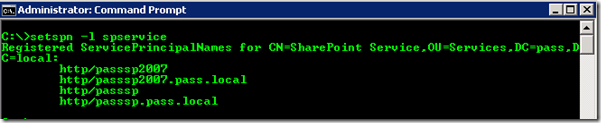 Administrator: Command Prompt
C:\>setspn -l spservice
Registered ServicePrincipalNames for CN=SharePoint Service,OU=Services,DC=pass,D
C=local:
http/passsp2007
http/passsp2007.pass.local
http/passsp
http/passsp.pass.local